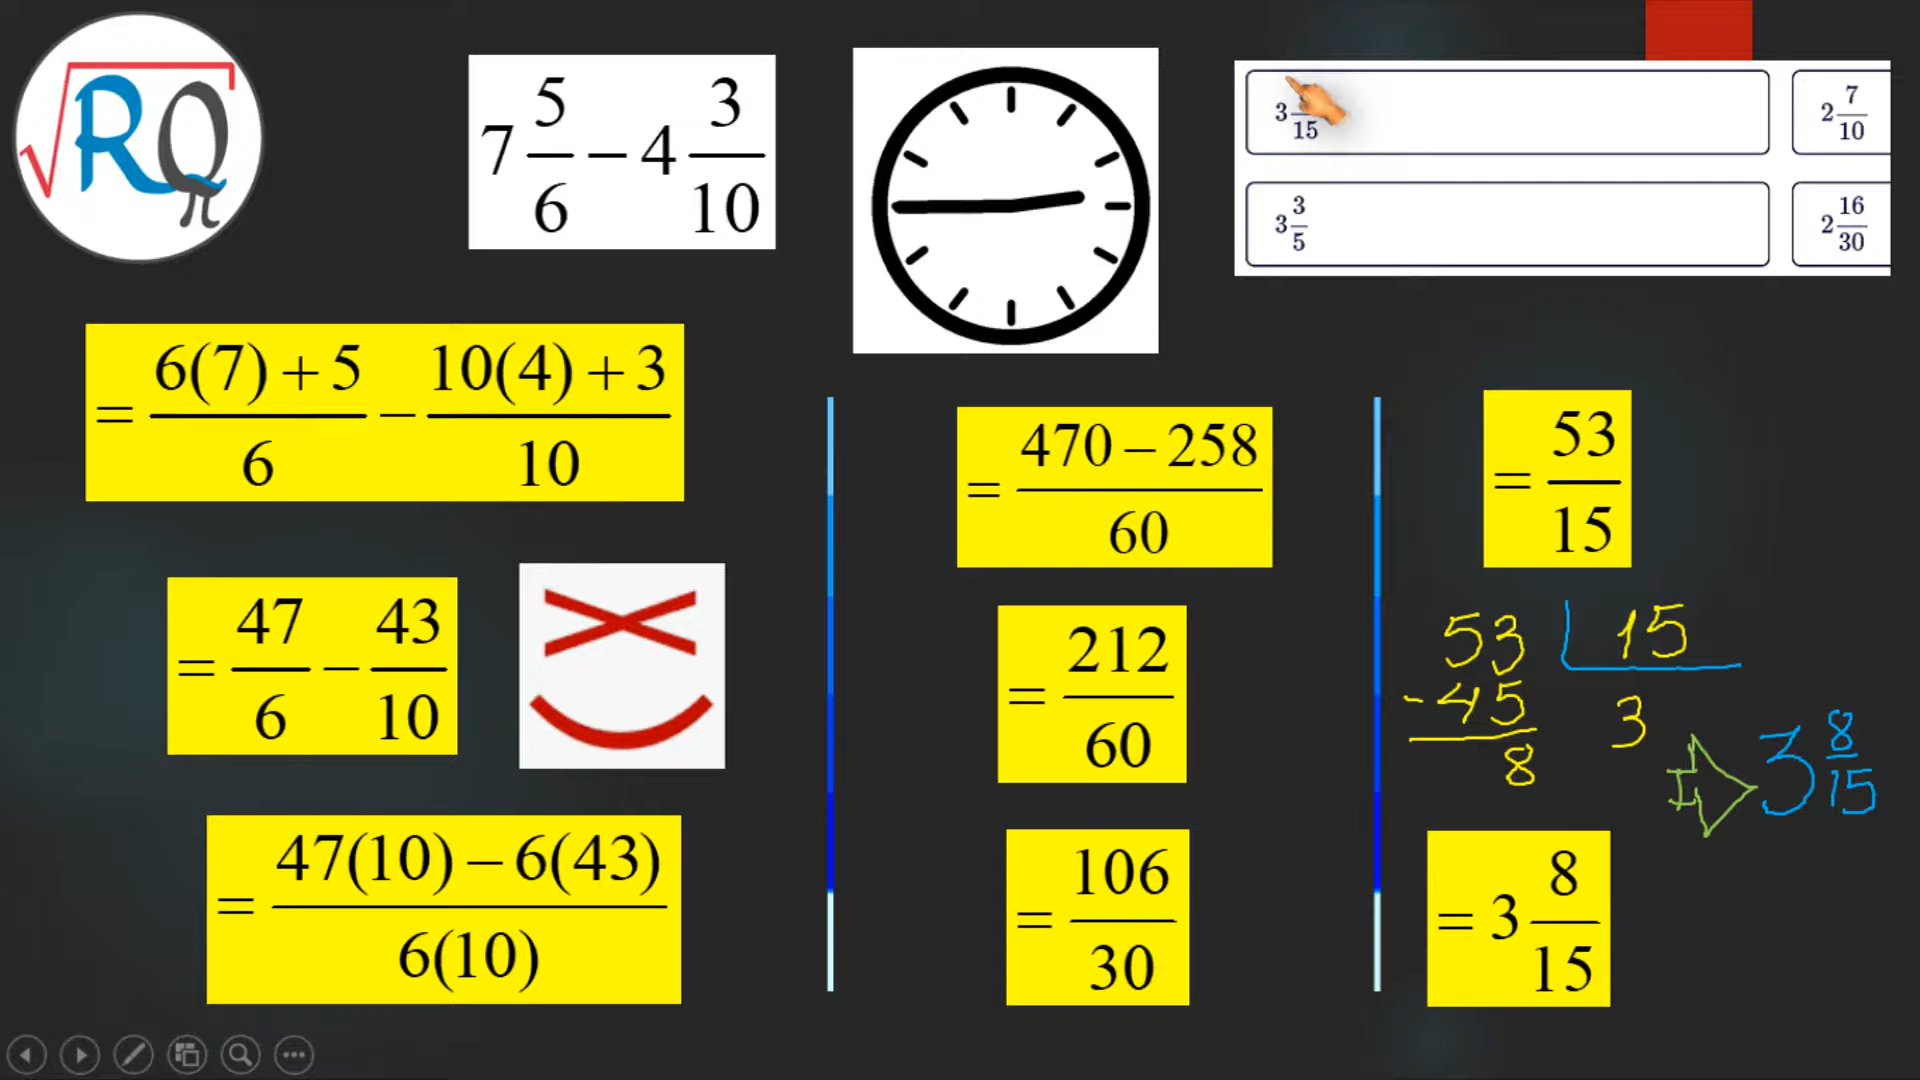 √RQπ
7 5/6 − 4 3/10
3 /15
2 7/10
3 3/5
2 16/30
= (6(7) + 5)/6 − (10(4) + 3)/10
= 47/6 − 43/10
= (47(10) − 6(43))/(6(10))
= (470 − 258)/60
= 212/60
= 106/30
= 53/15
53 15
-45 3
8
3 8/15
= 3 8/15